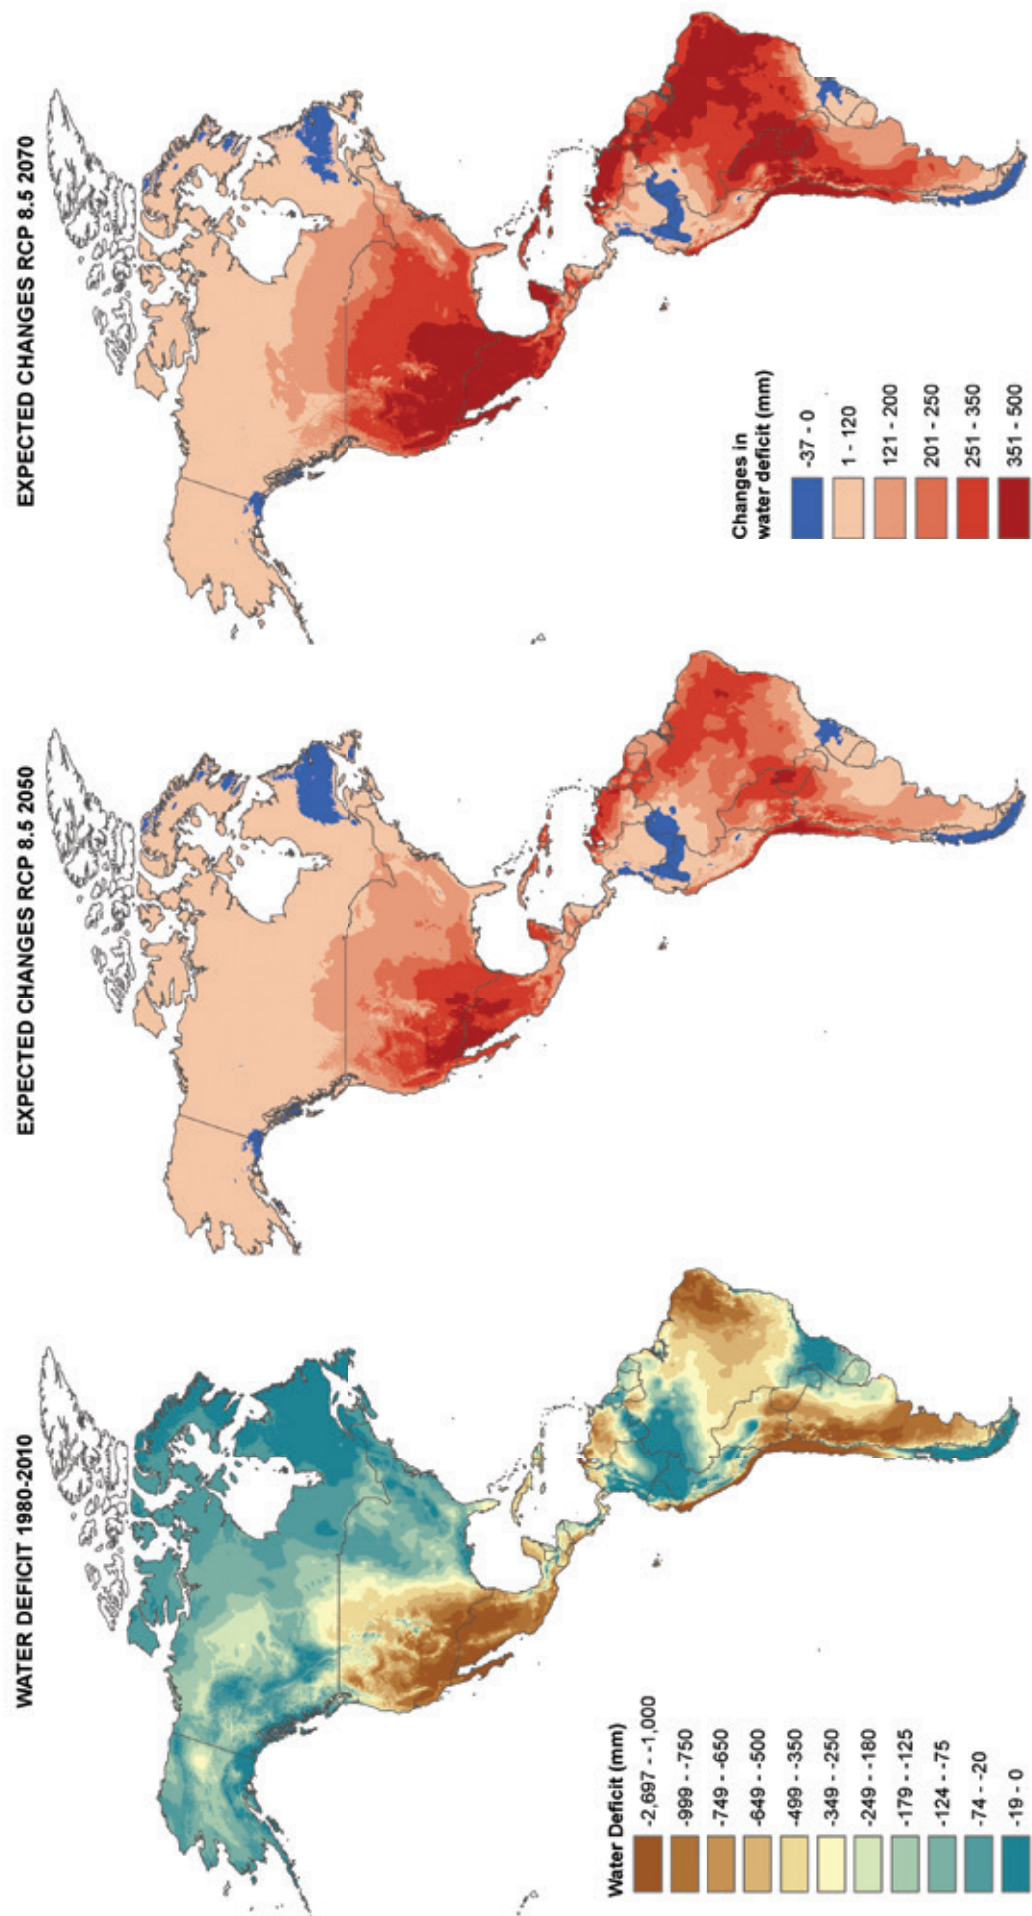 WATER DEFICIT 1980-2010
Water Deficit (mm)
-2,697 - -1,000
-999 - -750
-749 - -650
-649 - -500
-499 - -350
-349 - -250
-249 - -180
-179 - -125
-124 - -75
-74 - -20
-19 - 0
EXPECTED CHANGES RCP 8.5 2050
EXPECTED CHANGES RCP 8.5 2070
Changes in
water deficit (mm)
-37 - 0
1 - 120
121 - 200
201 - 250
251 - 350
351 - 500